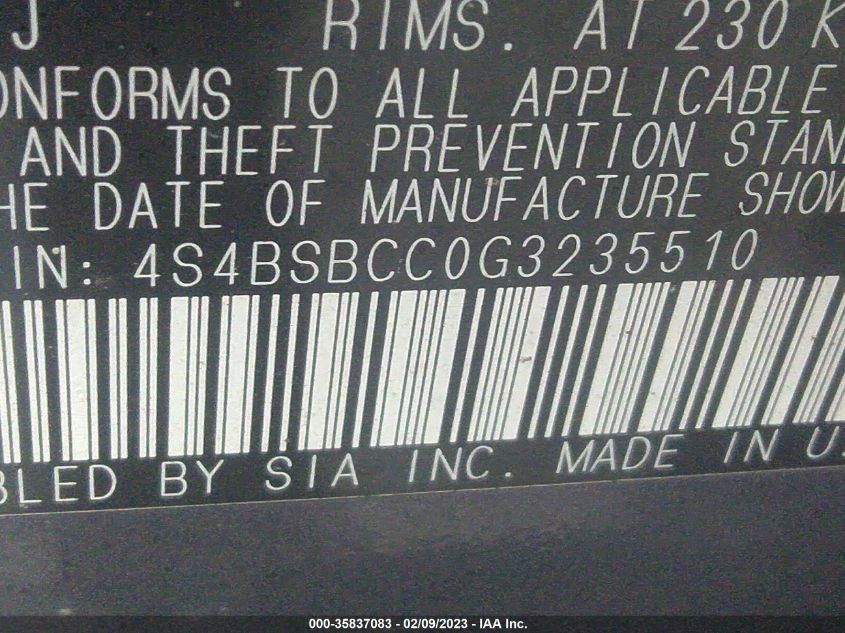 J RIMS. AT 230 K
ONFORMS TO ALL APPLICABLE
AND THEFT PREVENTION STAN
HE DATE OF MANUFACTURE SHOW
IN: 4S4BSBCC0G3235510
BLED BY SIA INC. MADE IN U.
000-35837083 - 02/09/2023 - IAA Inc.